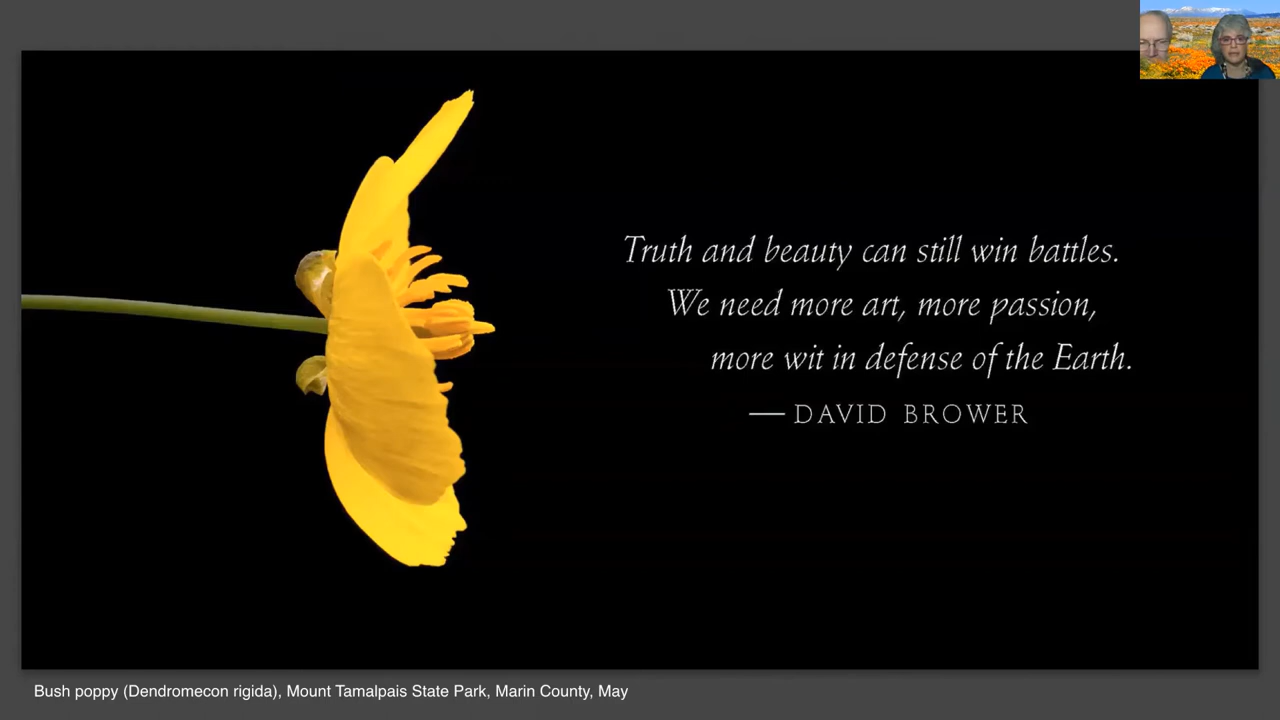 Truth and beauty can still win battles.
We need more art, more passion,
more wit in defense of the Earth.
— DAVID BROWER
Bush poppy (Dendromecon rigida), Mount Tamalpais State Park, Marin County, May